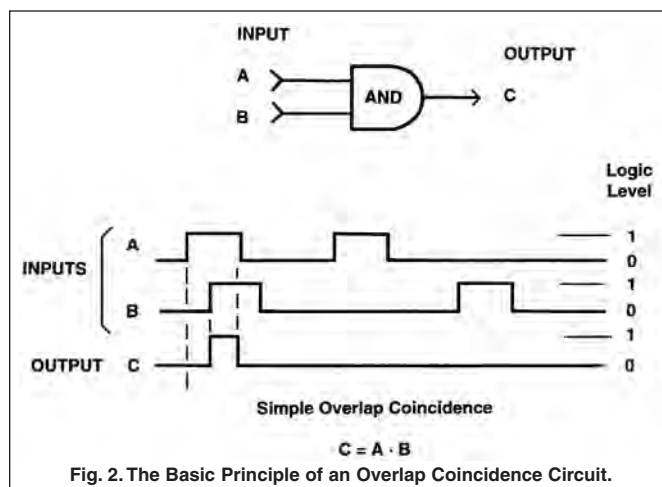 INPUT
OUTPUT
A
AND
C
B
Logic
Level
A
1
0
INPUTS
1
B
0
1
OUTPUT C
0
Simple Overlap Coincidence
C = A · B
Fig. 2. The Basic Principle of an Overlap Coincidence Circuit.